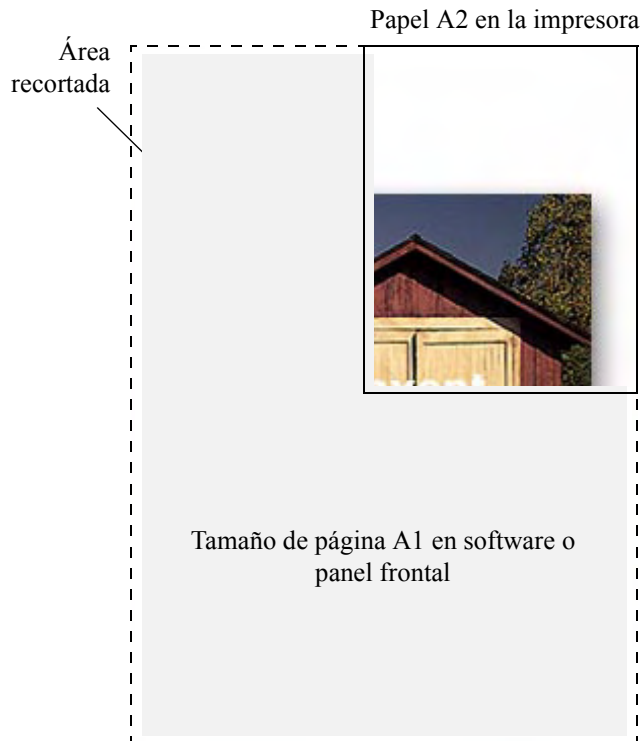 Papel A2 en la impresora
Área
recortada
Tamaño de página A1 en software o
panel frontal